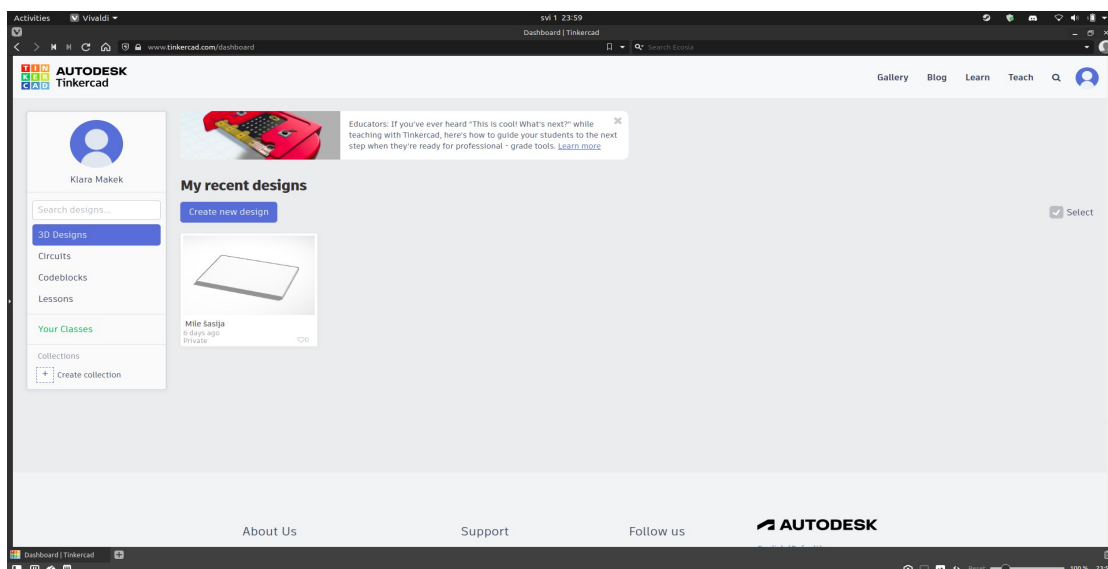 Activities Vivaldi svi 1 23:59
Dashboard | Tinkercad
www.tinkercad.com/dashboard Search Ecosia
TIN
KER
CAD
AUTODESK
Tinkercad
Gallery Blog Learn Teach
Educators: If you've ever heard "This is cool! What's next?" while
teaching with Tinkercad, here's how to guide your students to the next
step when they're ready for professional - grade tools. Learn more
Klara Makek
My recent designs
Search designs...
Create new design
Select
3D Designs
Circuits
Codeblocks
Lessons
Your Classes
Collections
+ Create collection
Mile šasija
6 days ago
Private 0
About Us Support Follow us
AUTODESK
Dashboard | Tinkercad
Reset 100 %